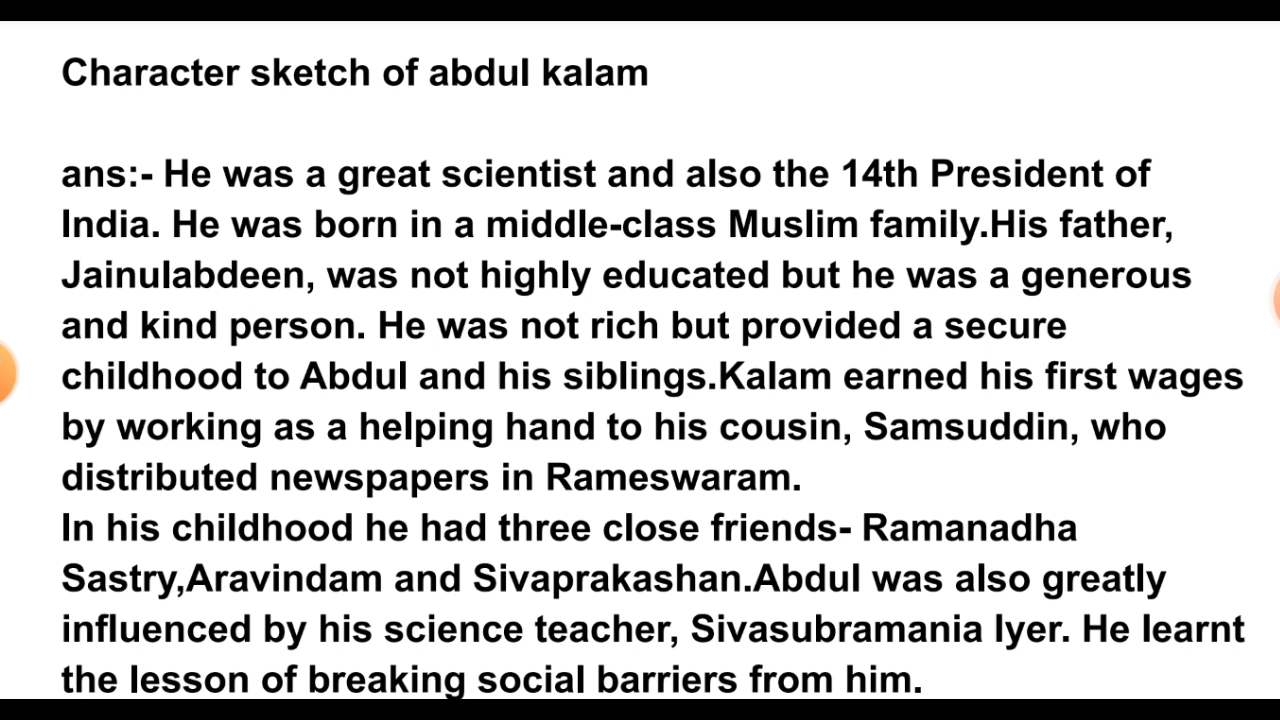 Character sketch of abdul kalam
ans:- He was a great scientist and also the 14th President of
India. He was born in a middle-class Muslim family.His father,
Jainulabdeen, was not highly educated but he was a generous
and kind person. He was not rich but provided a secure
childhood to Abdul and his siblings.Kalam earned his first wages
by working as a helping hand to his cousin, Samsuddin, who
distributed newspapers in Rameswaram.
In his childhood he had three close friends- Ramanadha
Sastry,Aravindam and Sivaprakashan.Abdul was also greatly
influenced by his science teacher, Sivasubramania Iyer. He learnt
the lesson of breaking social barriers from him.